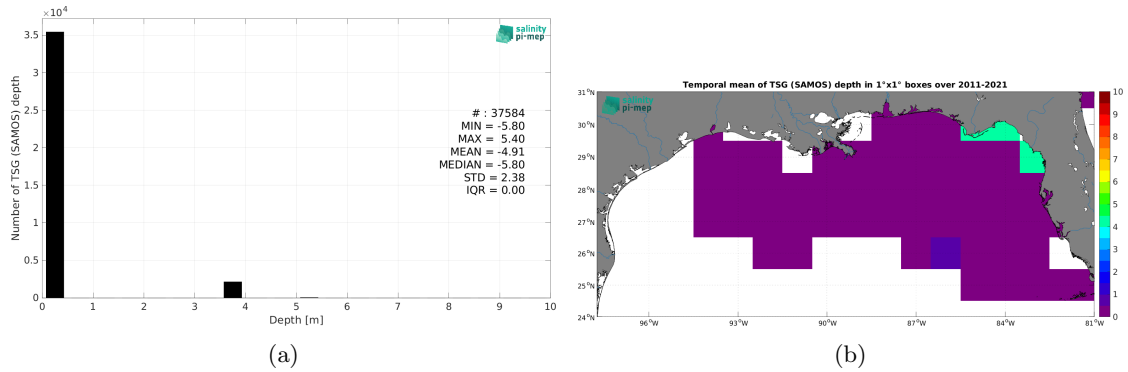 ×10⁴
salinity
pi-mep
3.5
3
2.5
2
1.5
1
0.5
0
Number of TSG (SAMOS) depth
# : 37584
MIN = -5.80
MAX = 5.40
MEAN = -4.91
MEDIAN = -5.80
STD = 2.38
IQR = 0.00
0 1 2 3 4 5 6 7 8 9 10
Depth [m]
(a)
Temporal mean of TSG (SAMOS) depth in 1°x1° boxes over 2011-2021
salinity
pi-mep
31°N
30°N
29°N
28°N
27°N
26°N
25°N
24°N
96°W 93°W 90°W 87°W 84°W 81°W
10
9
8
7
6
5
4
3
2
1
0
(b)